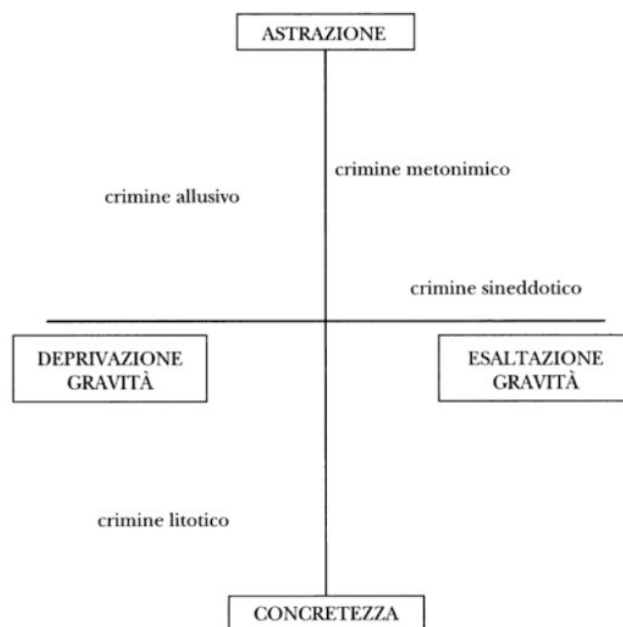 ASTRAZIONE
crimine metonimico
crimine allusivo
crimine sineddotico
DEPRIVAZIONE
GRAVITÀ
ESALTAZIONE
GRAVITÀ
crimine litotico
CONCRETEZZA